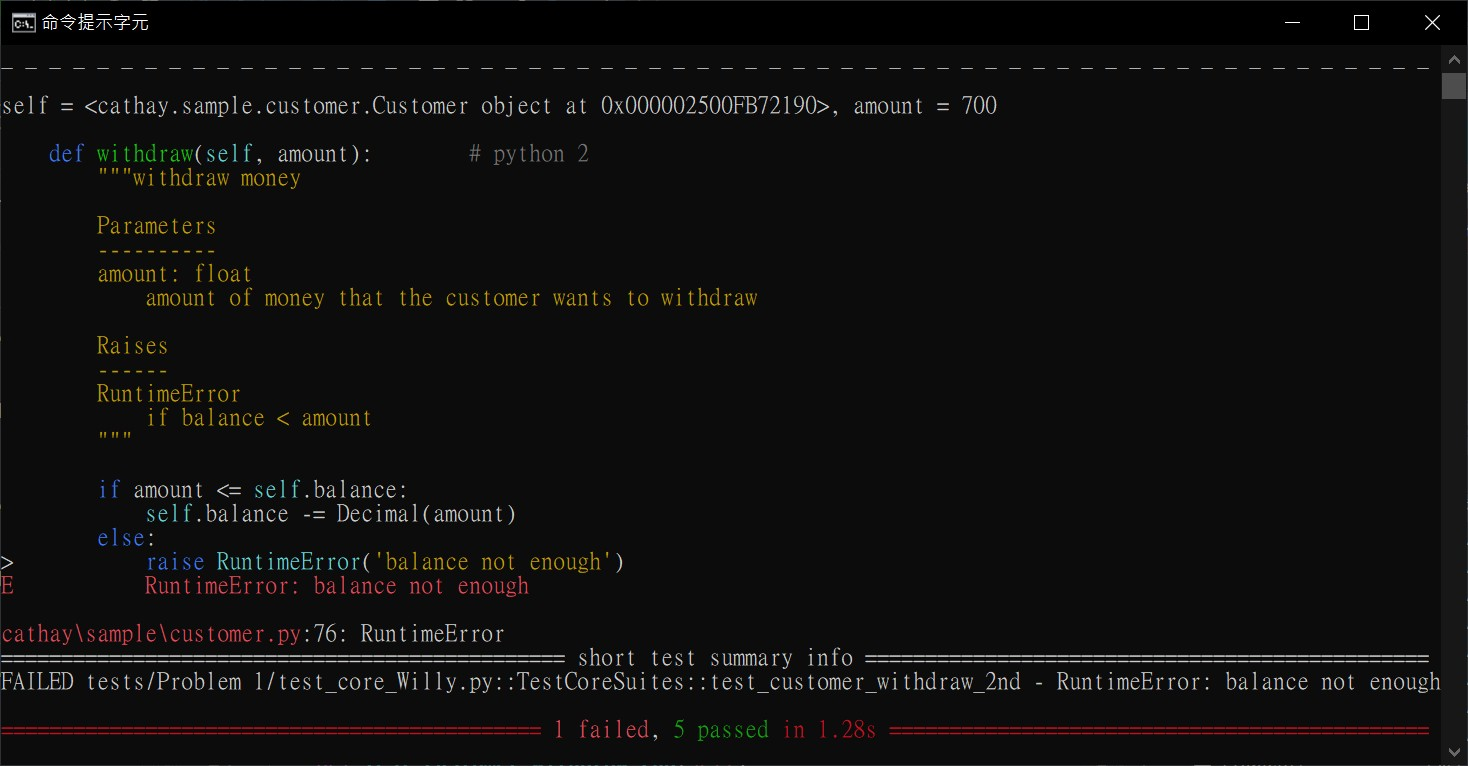 命令提示字元
_ _ _ _ _ _ _ _ _ _ _ _ _ _ _ _ _ _ _ _ _ _ _ _ _ _ _ _ _ _ _ _ _ _ _ _ _ _ _ _ _ _ _ _ _ _ _ _ _ _ _ _ _ _ _ _ _ _ _ _
self = <cathay.sample.customer.Customer object at 0x000002500FB72190>, amount = 700
    def withdraw(self, amount):        # python 2
        """withdraw money
        Parameters
        ----------
        amount: float
            amount of money that the customer wants to withdraw
        Raises
        ------
        RuntimeError
            if balance < amount
        """
        if amount <= self.balance:
            self.balance -= Decimal(amount)
        else:
>           raise RuntimeError('balance not enough')
E           RuntimeError: balance not enough
cathay\sample\customer.py:76: RuntimeError
=============================================== short test summary info ===============================================
FAILED tests/Problem 1/test_core_Willy.py::TestCoreSuites::test_customer_withdraw_2nd - RuntimeError: balance not enough
============================================= 1 failed, 5 passed in 1.28s =============================================